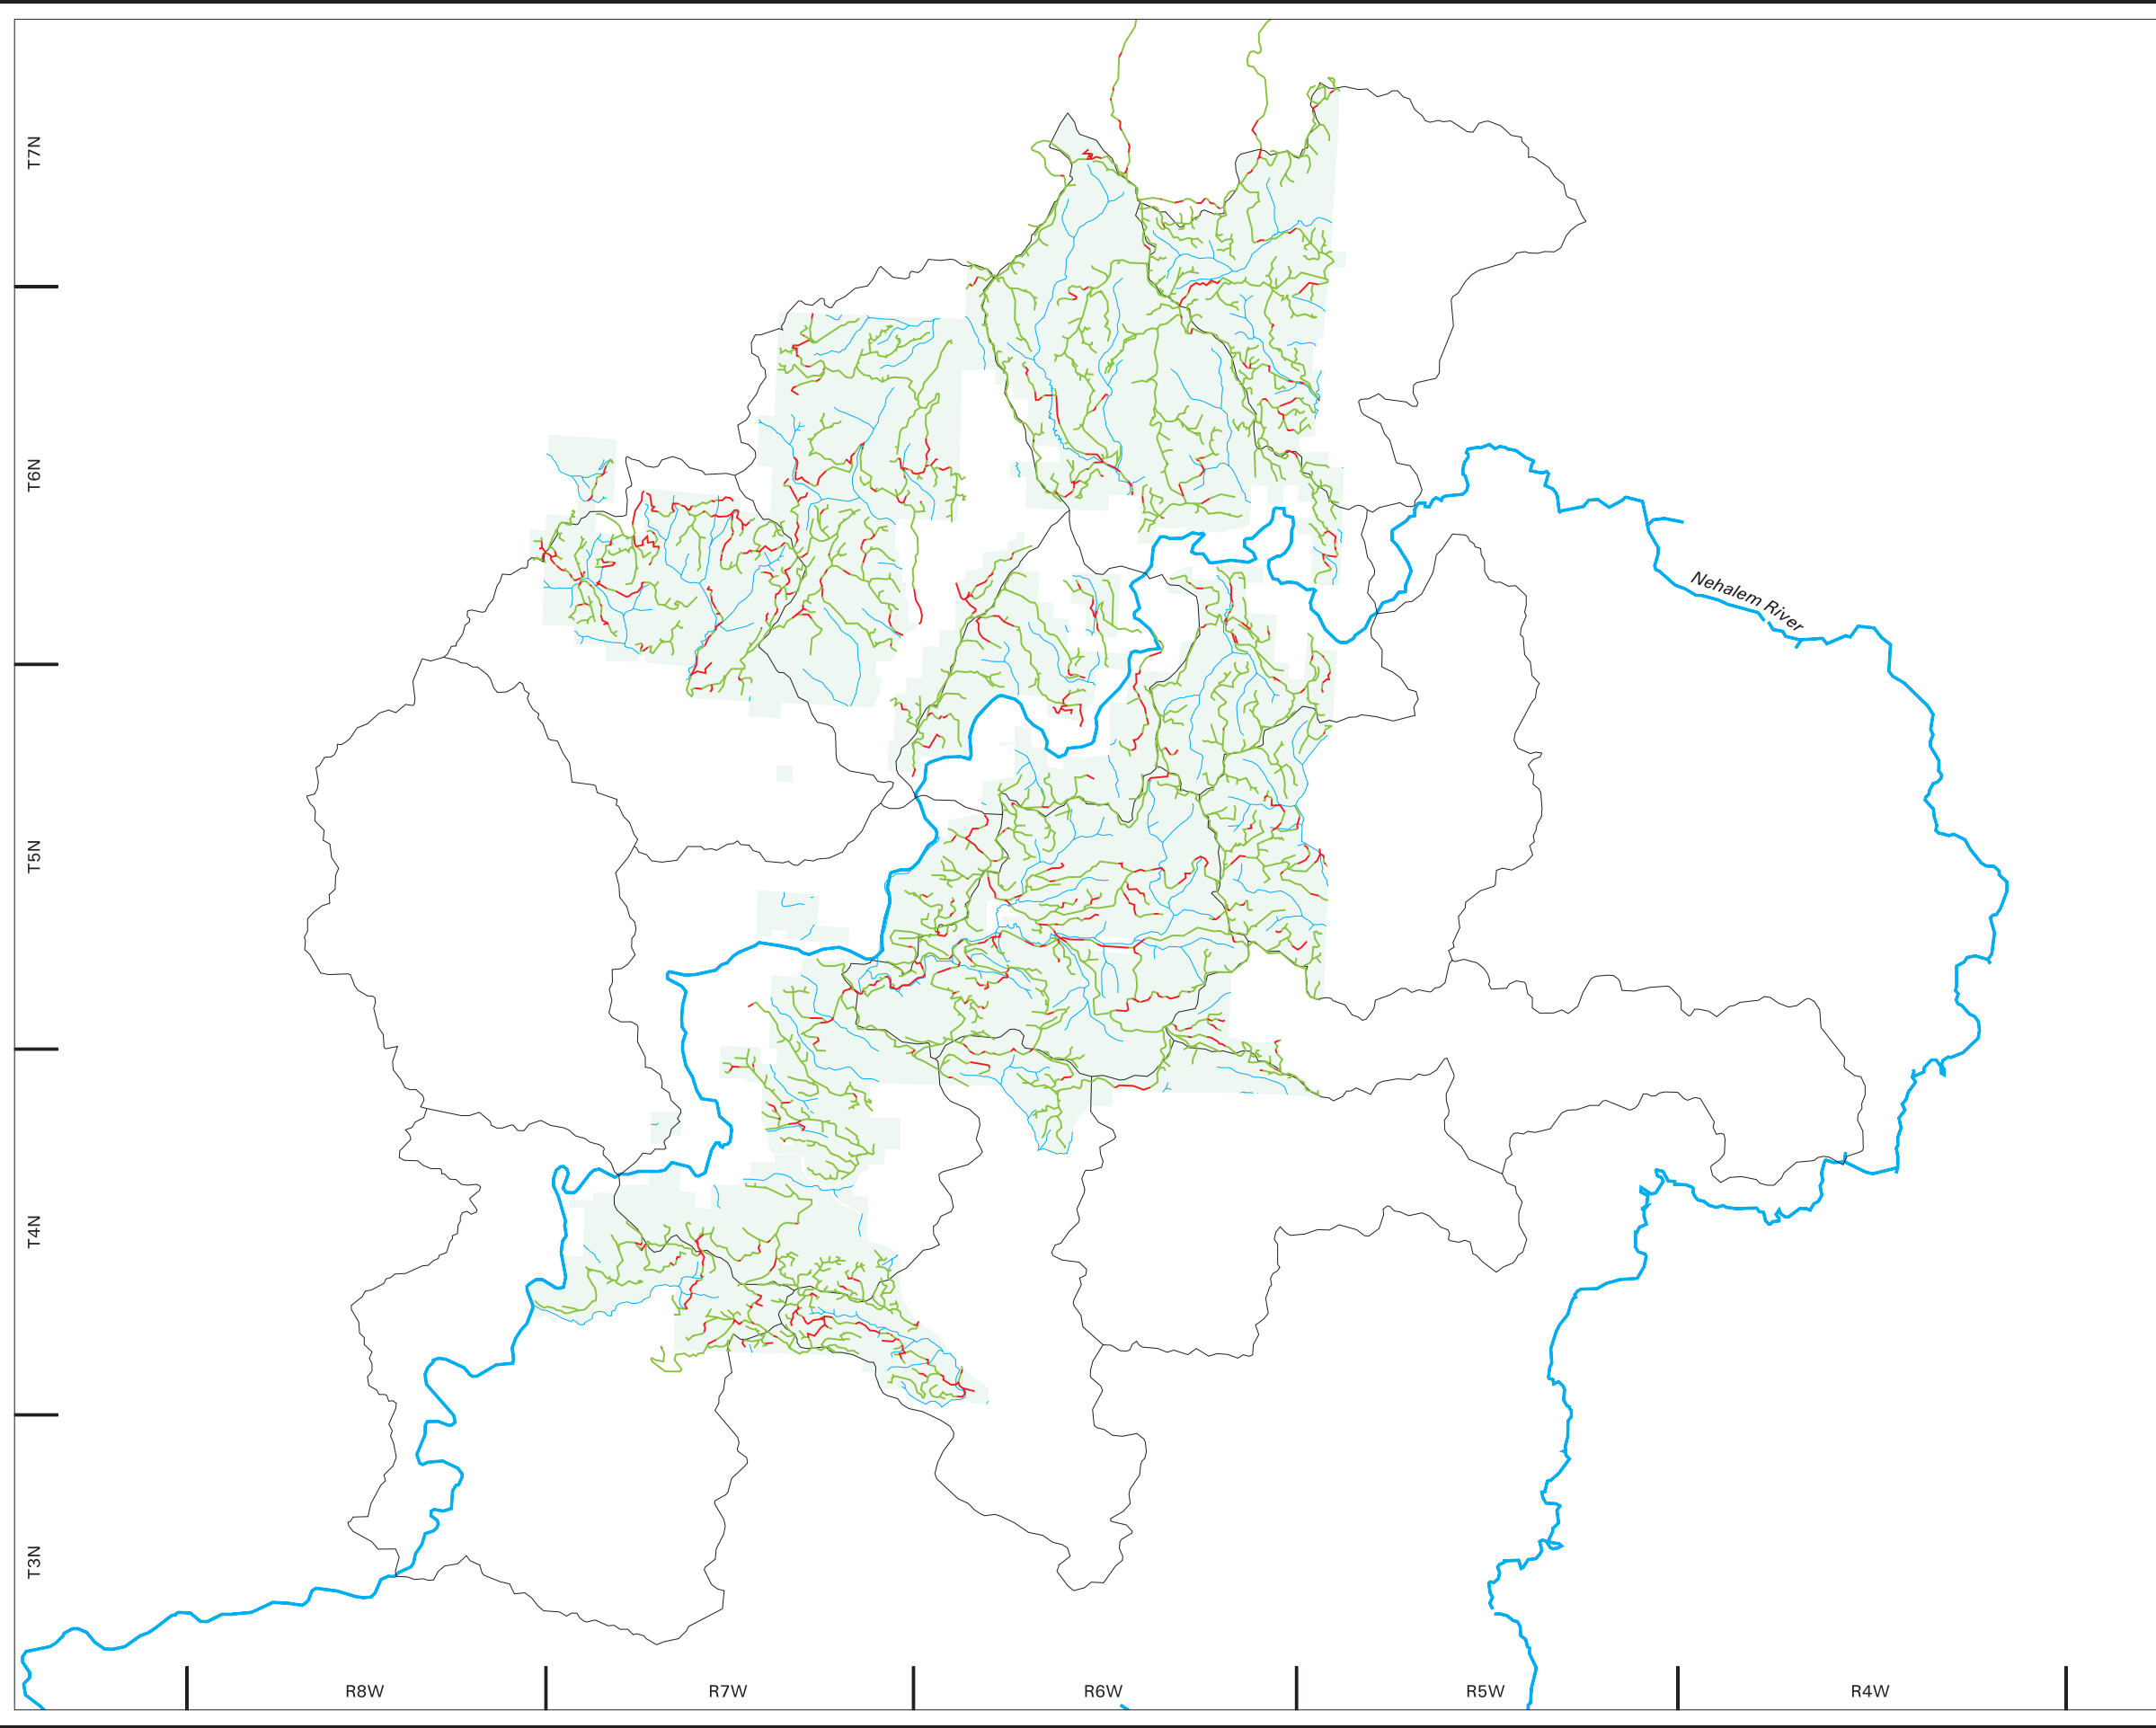 T7N
T6N
Nehalem River
T5N
T4N
T3N
R8W
R7W
R6W
R5W
R4W